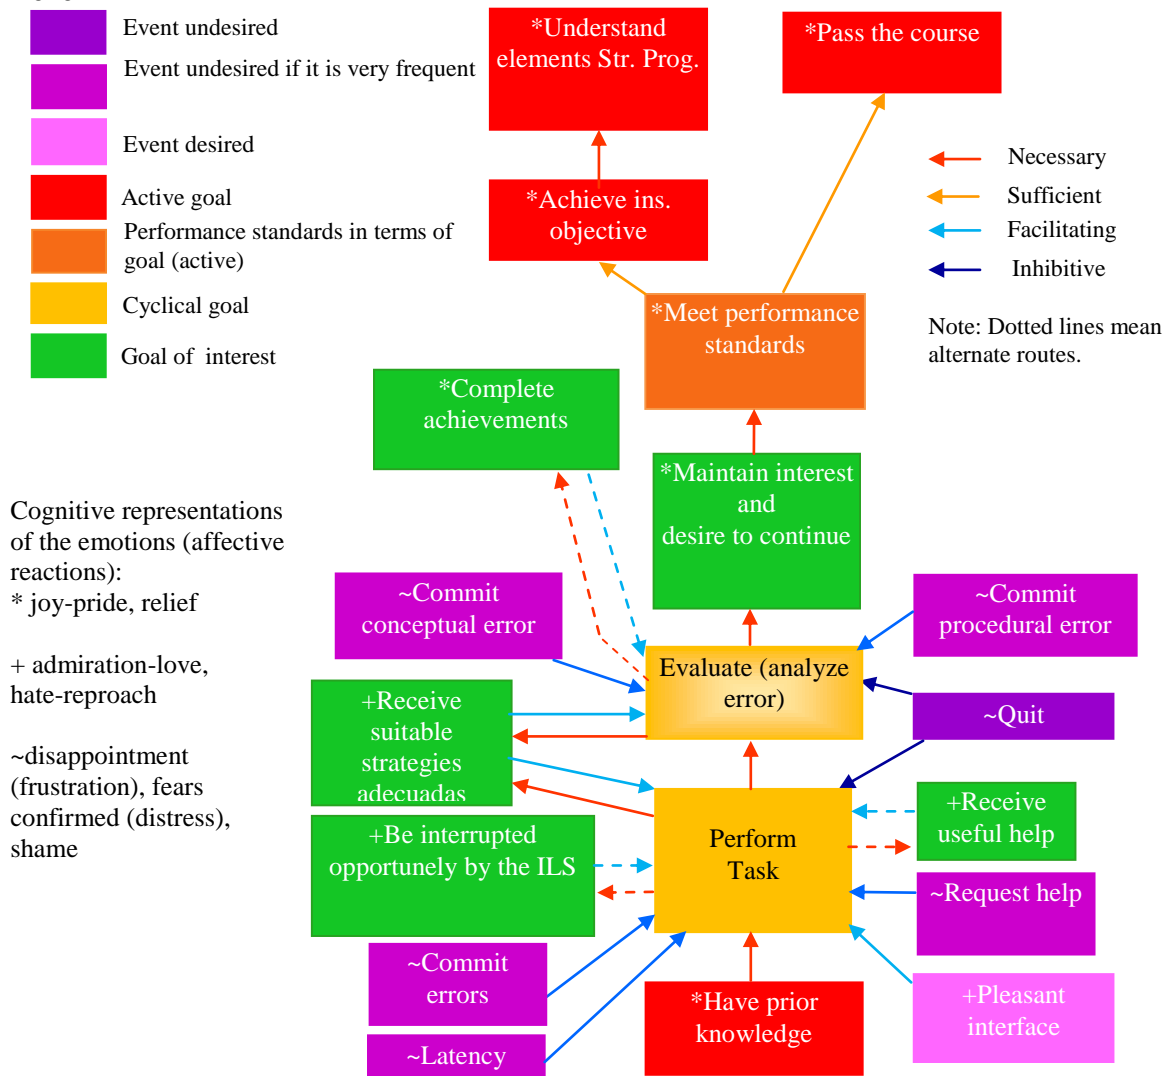 Event undesired
Event undesired if it is very frequent
Event desired
Active goal
Performance standards in terms of
goal (active)
Cyclical goal
Goal of interest
*Understand
elements Str. Prog.
*Pass the course
Necessary
Sufficient
Facilitating
Inhibitive
Note: Dotted lines mean
alternate routes.
*Achieve ins.
objective
*Meet performance
standards
*Complete
achievements
*Maintain interest
and
desire to continue
Cognitive representations
of the emotions (affective
reactions):
* joy-pride, relief
+ admiration-love,
hate-reproach
~disappointment
(frustration), fears
confirmed (distress),
shame
~Commit
conceptual error
~Commit
procedural error
Evaluate (analyze
error)
+Receive
suitable
strategies
adecuadas
~Quit
Perform
Task
+Receive
useful help
+Be interrupted
opportunely by the ILS
~Request help
~Commit
errors
*Have prior
knowledge
+Pleasant
interface
~Latency